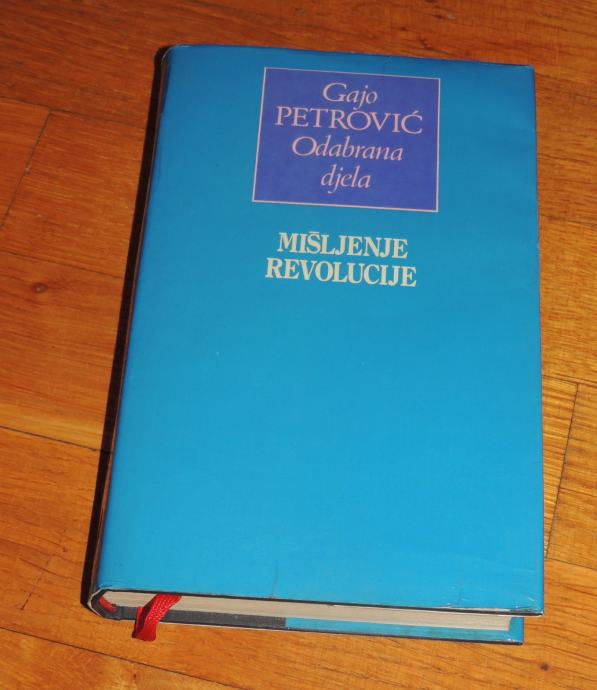 Gajo
PETROVIĆ
Odabrana
djela
MIŠLJENJE
REVOLUCIJE